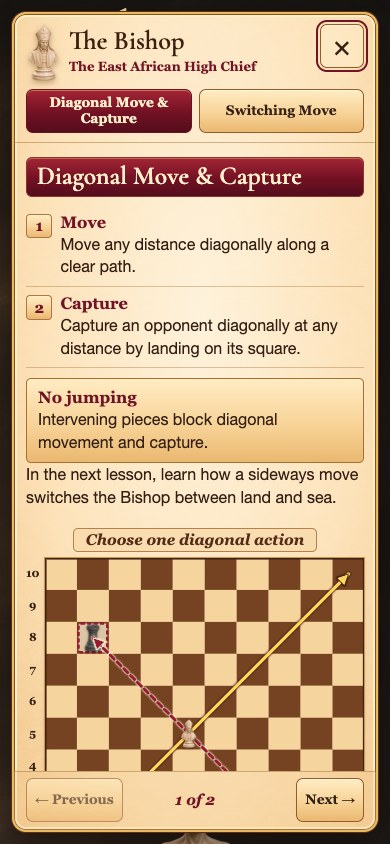 The Bishop
The East African High Chief
×
Diagonal Move &
Capture
Switching Move
Diagonal Move & Capture
1
Move
Move any distance diagonally along a
clear path.
2
Capture
Capture an opponent diagonally at any
distance by landing on its square.
No jumping
Intervening pieces block diagonal
movement and capture.
In the next lesson, learn how a sideways move
switches the Bishop between land and sea.
Choose one diagonal action
10
9
8
7
6
5
4
← Previous
1 of 2
Next →